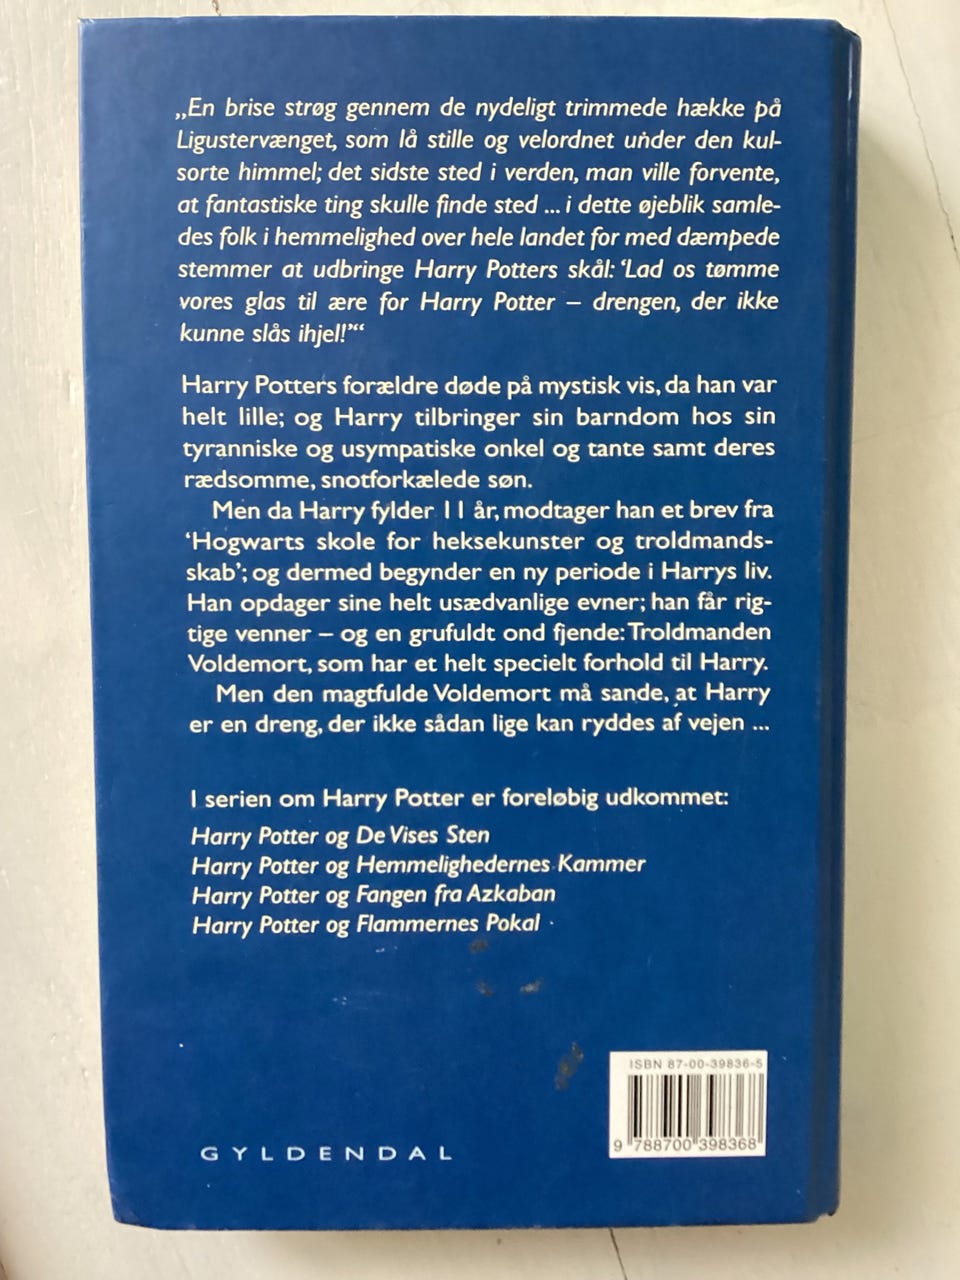 „En brise strøg gennem de nydeligt trimmede hække på
Ligustervænget, som lå stille og velordnet under den kul-
sorte himmel; det sidste sted i verden, man ville forvente,
at fantastiske ting skulle finde sted ... i dette øjeblik samle-
des folk i hemmelighed over hele landet for med dæmpede
stemmer at udbringe Harry Potters skål: ‘Lad os tømme
vores glas til ære for Harry Potter – drengen, der ikke
kunne slås ihjel!’“
Harry Potters forældre døde på mystisk vis, da han var
helt lille; og Harry tilbringer sin barndom hos sin
tyranniske og usympatiske onkel og tante samt deres
rædsomme, snotforkælede søn.
Men da Harry fylder 11 år, modtager han et brev fra
‘Hogwarts skole for heksekunster og troldmands-
skab’; og dermed begynder en ny periode i Harrys liv.
Han opdager sine helt usædvanlige evner; han får rig-
tige venner – og en grufuldt ond fjende: Troldmanden
Voldemort, som har et helt specielt forhold til Harry.
Men den magtfulde Voldemort må sande, at Harry
er en dreng, der ikke sådan lige kan ryddes af vejen ...
I serien om Harry Potter er foreløbig udkommet:
Harry Potter og De Vises Sten
Harry Potter og Hemmelighedernes Kammer
Harry Potter og Fangen fra Azkaban
Harry Potter og Flammernes Pokal
ISBN 87-00-39836-5
9 788700 398368
GYLDENDAL